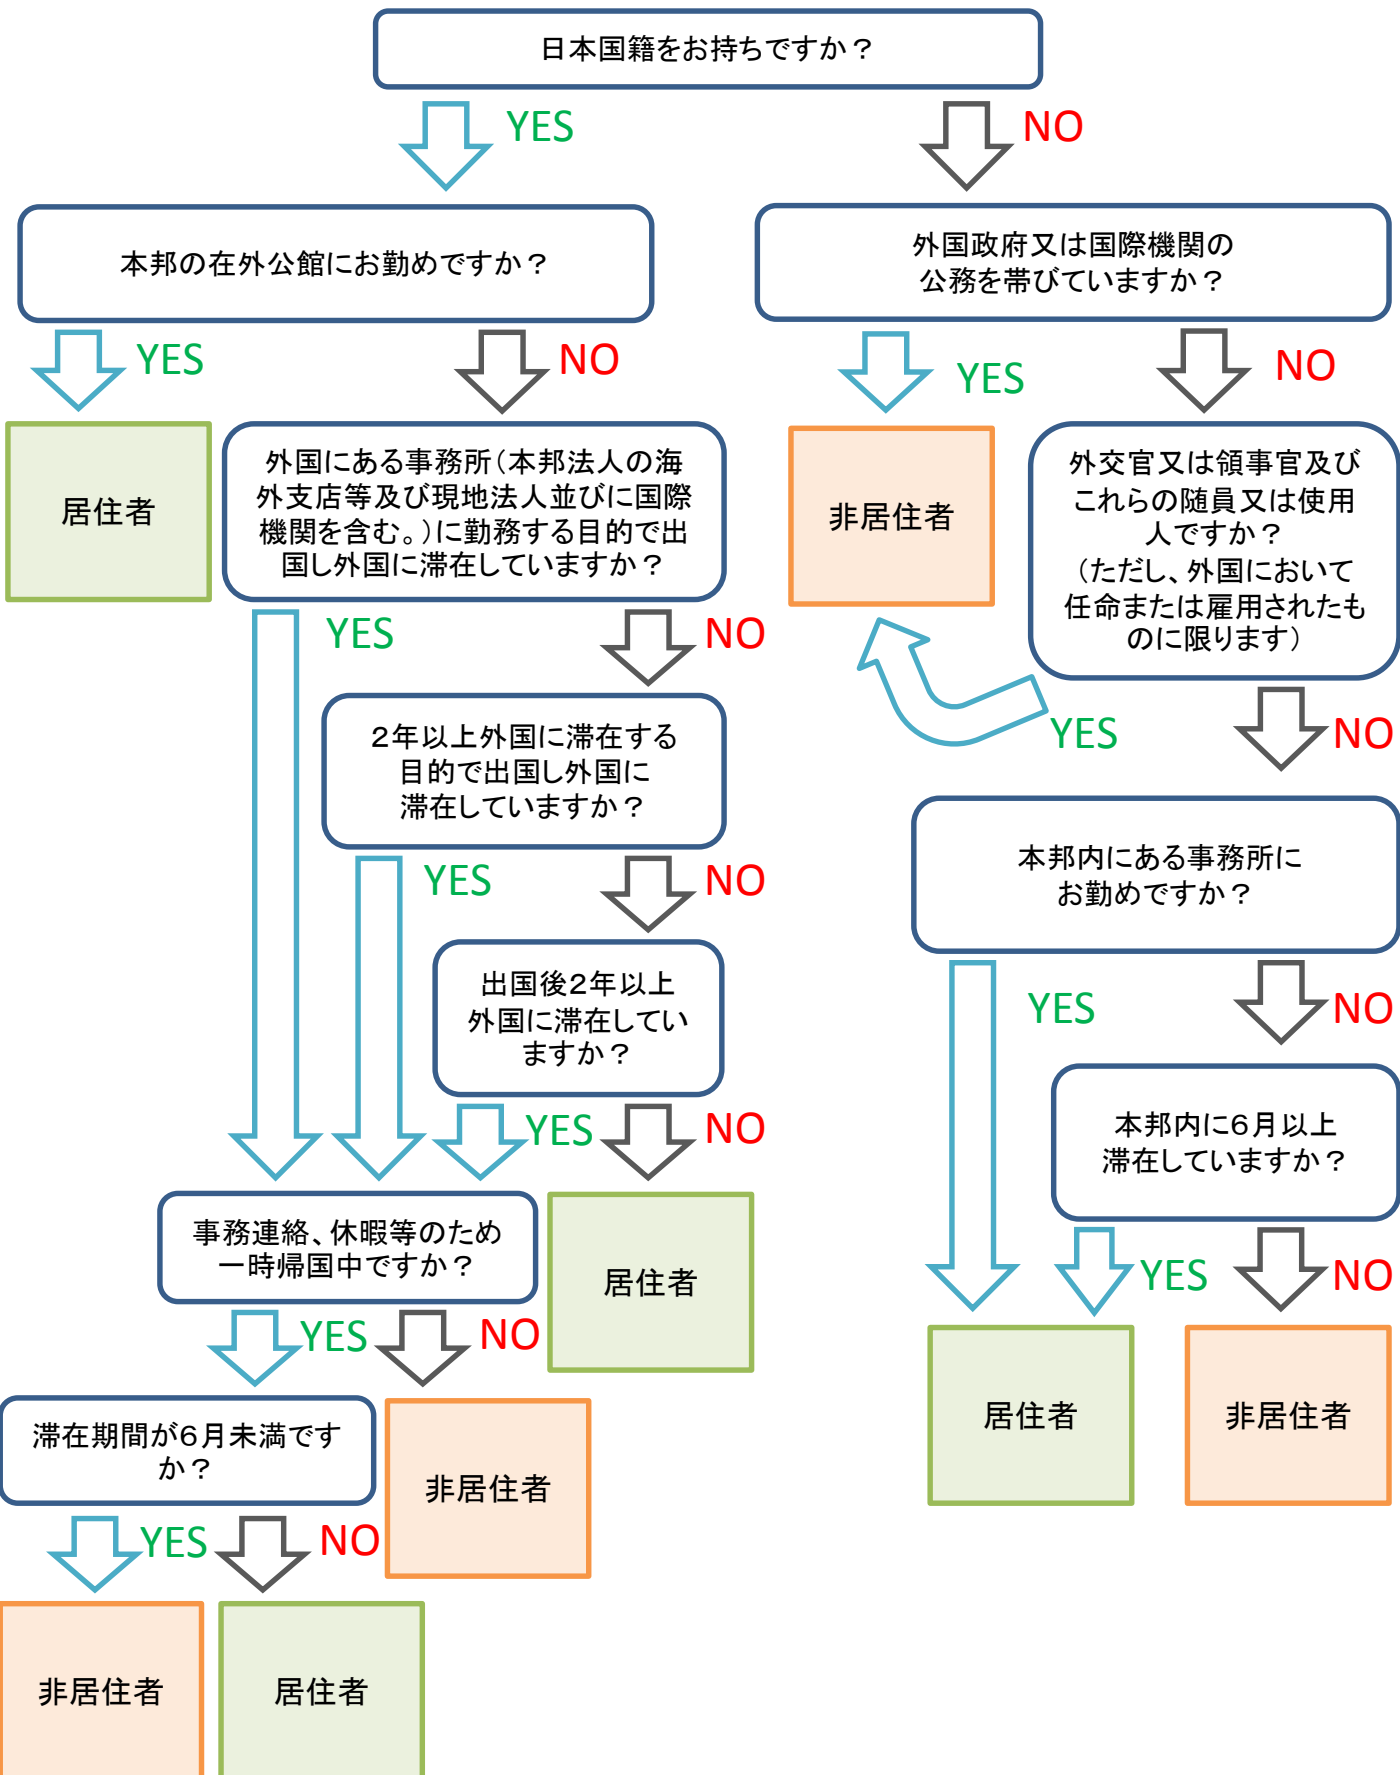 日本国籍をお持ちですか？
YES
NO
本邦の在外公館にお勤めですか？
外国政府又は国際機関の
公務を帯びていますか？
YES
NO
YES
NO
居住者
外国にある事務所（本邦法人の海
外支店等及び現地法人並びに国際
機関を含む。）に勤務する目的で出
国し外国に滞在していますか？
非居住者
外交官又は領事官及び
これらの随員又は使用
人ですか？
（ただし、外国において
任命または雇用されたも
のに限ります）
YES
NO
YES
NO
２年以上外国に滞在する
目的で出国し外国に
滞在していますか？
本邦内にある事務所に
お勤めですか？
YES
NO
出国後２年以上
外国に滞在してい
ますか？
YES
NO
本邦内に６月以上
滞在していますか？
YES
NO
事務連絡、休暇等のため
一時帰国中ですか？
居住者
YES
NO
YES
NO
滞在期間が６月未満です
か？
非居住者
居住者
非居住者
YES
NO
非居住者
居住者